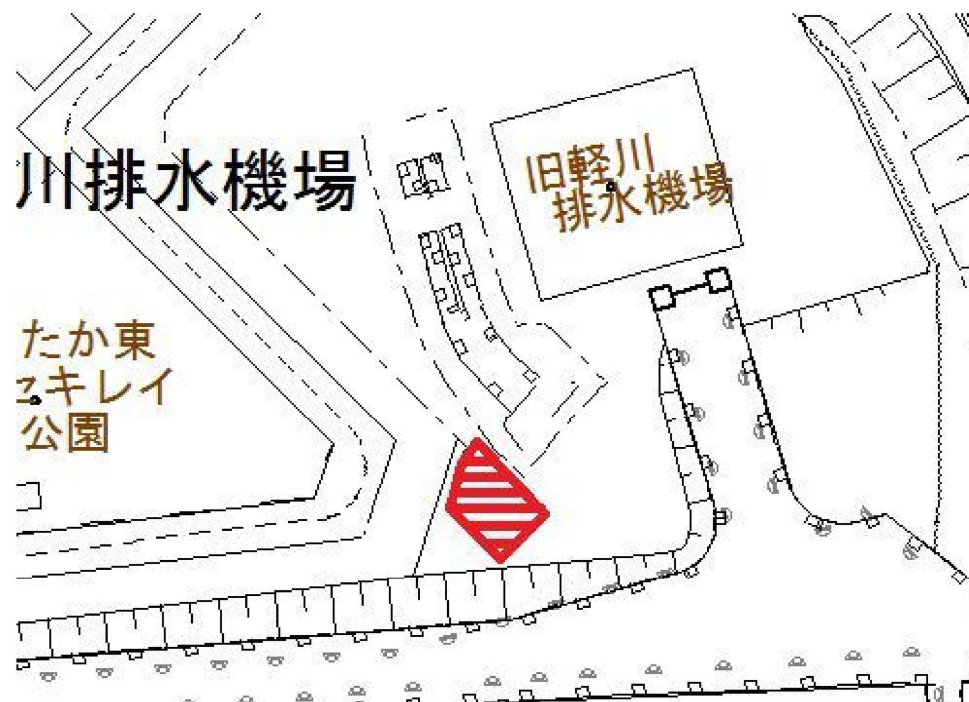 川排水機場
旧軽川
排水機場
たか東
セキレイ
公園